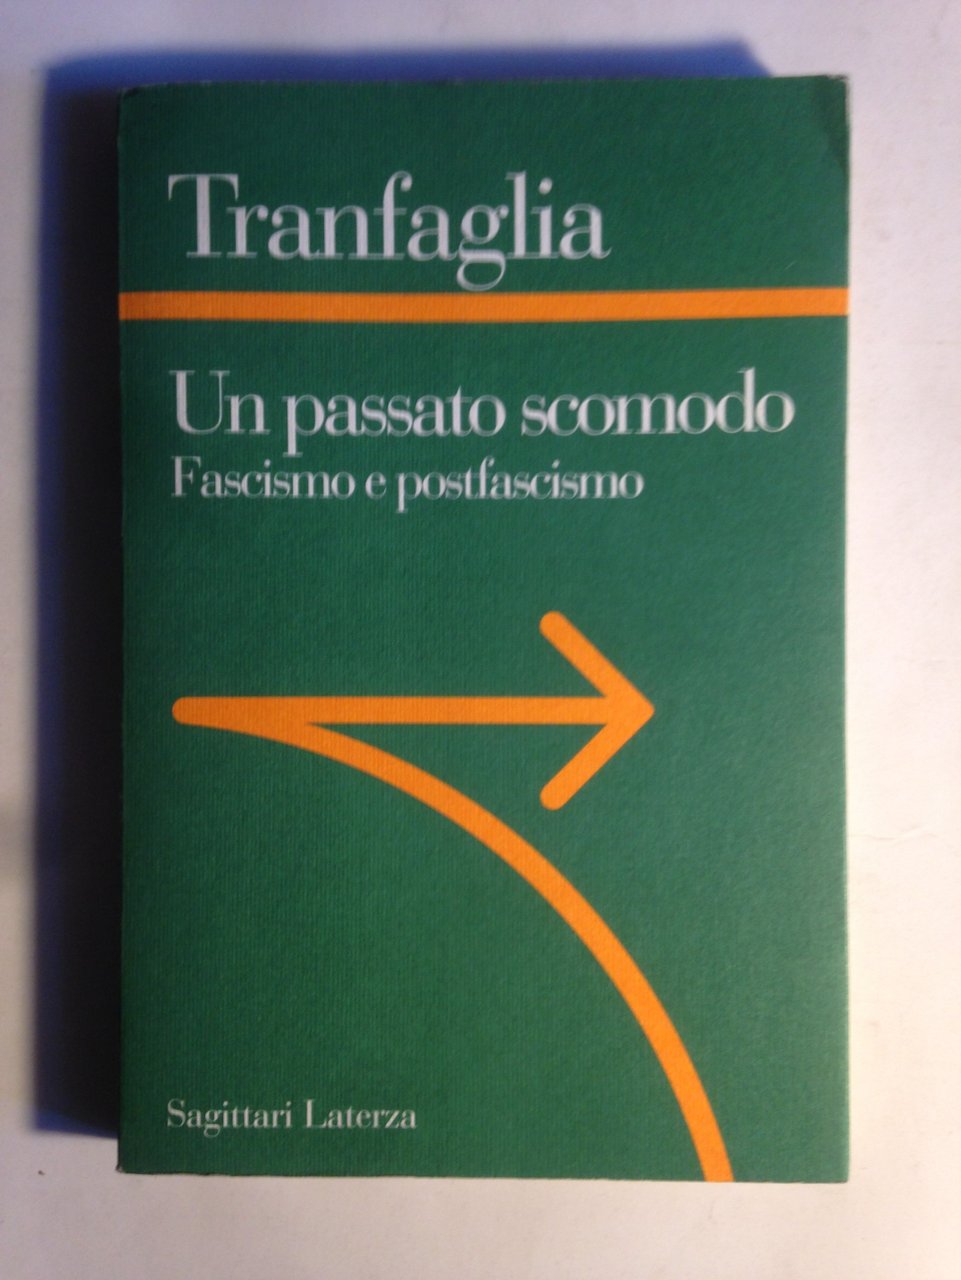 Tranfaglia
Un passato scomodo
Fascismo e postfascismo
Sagittari Laterza